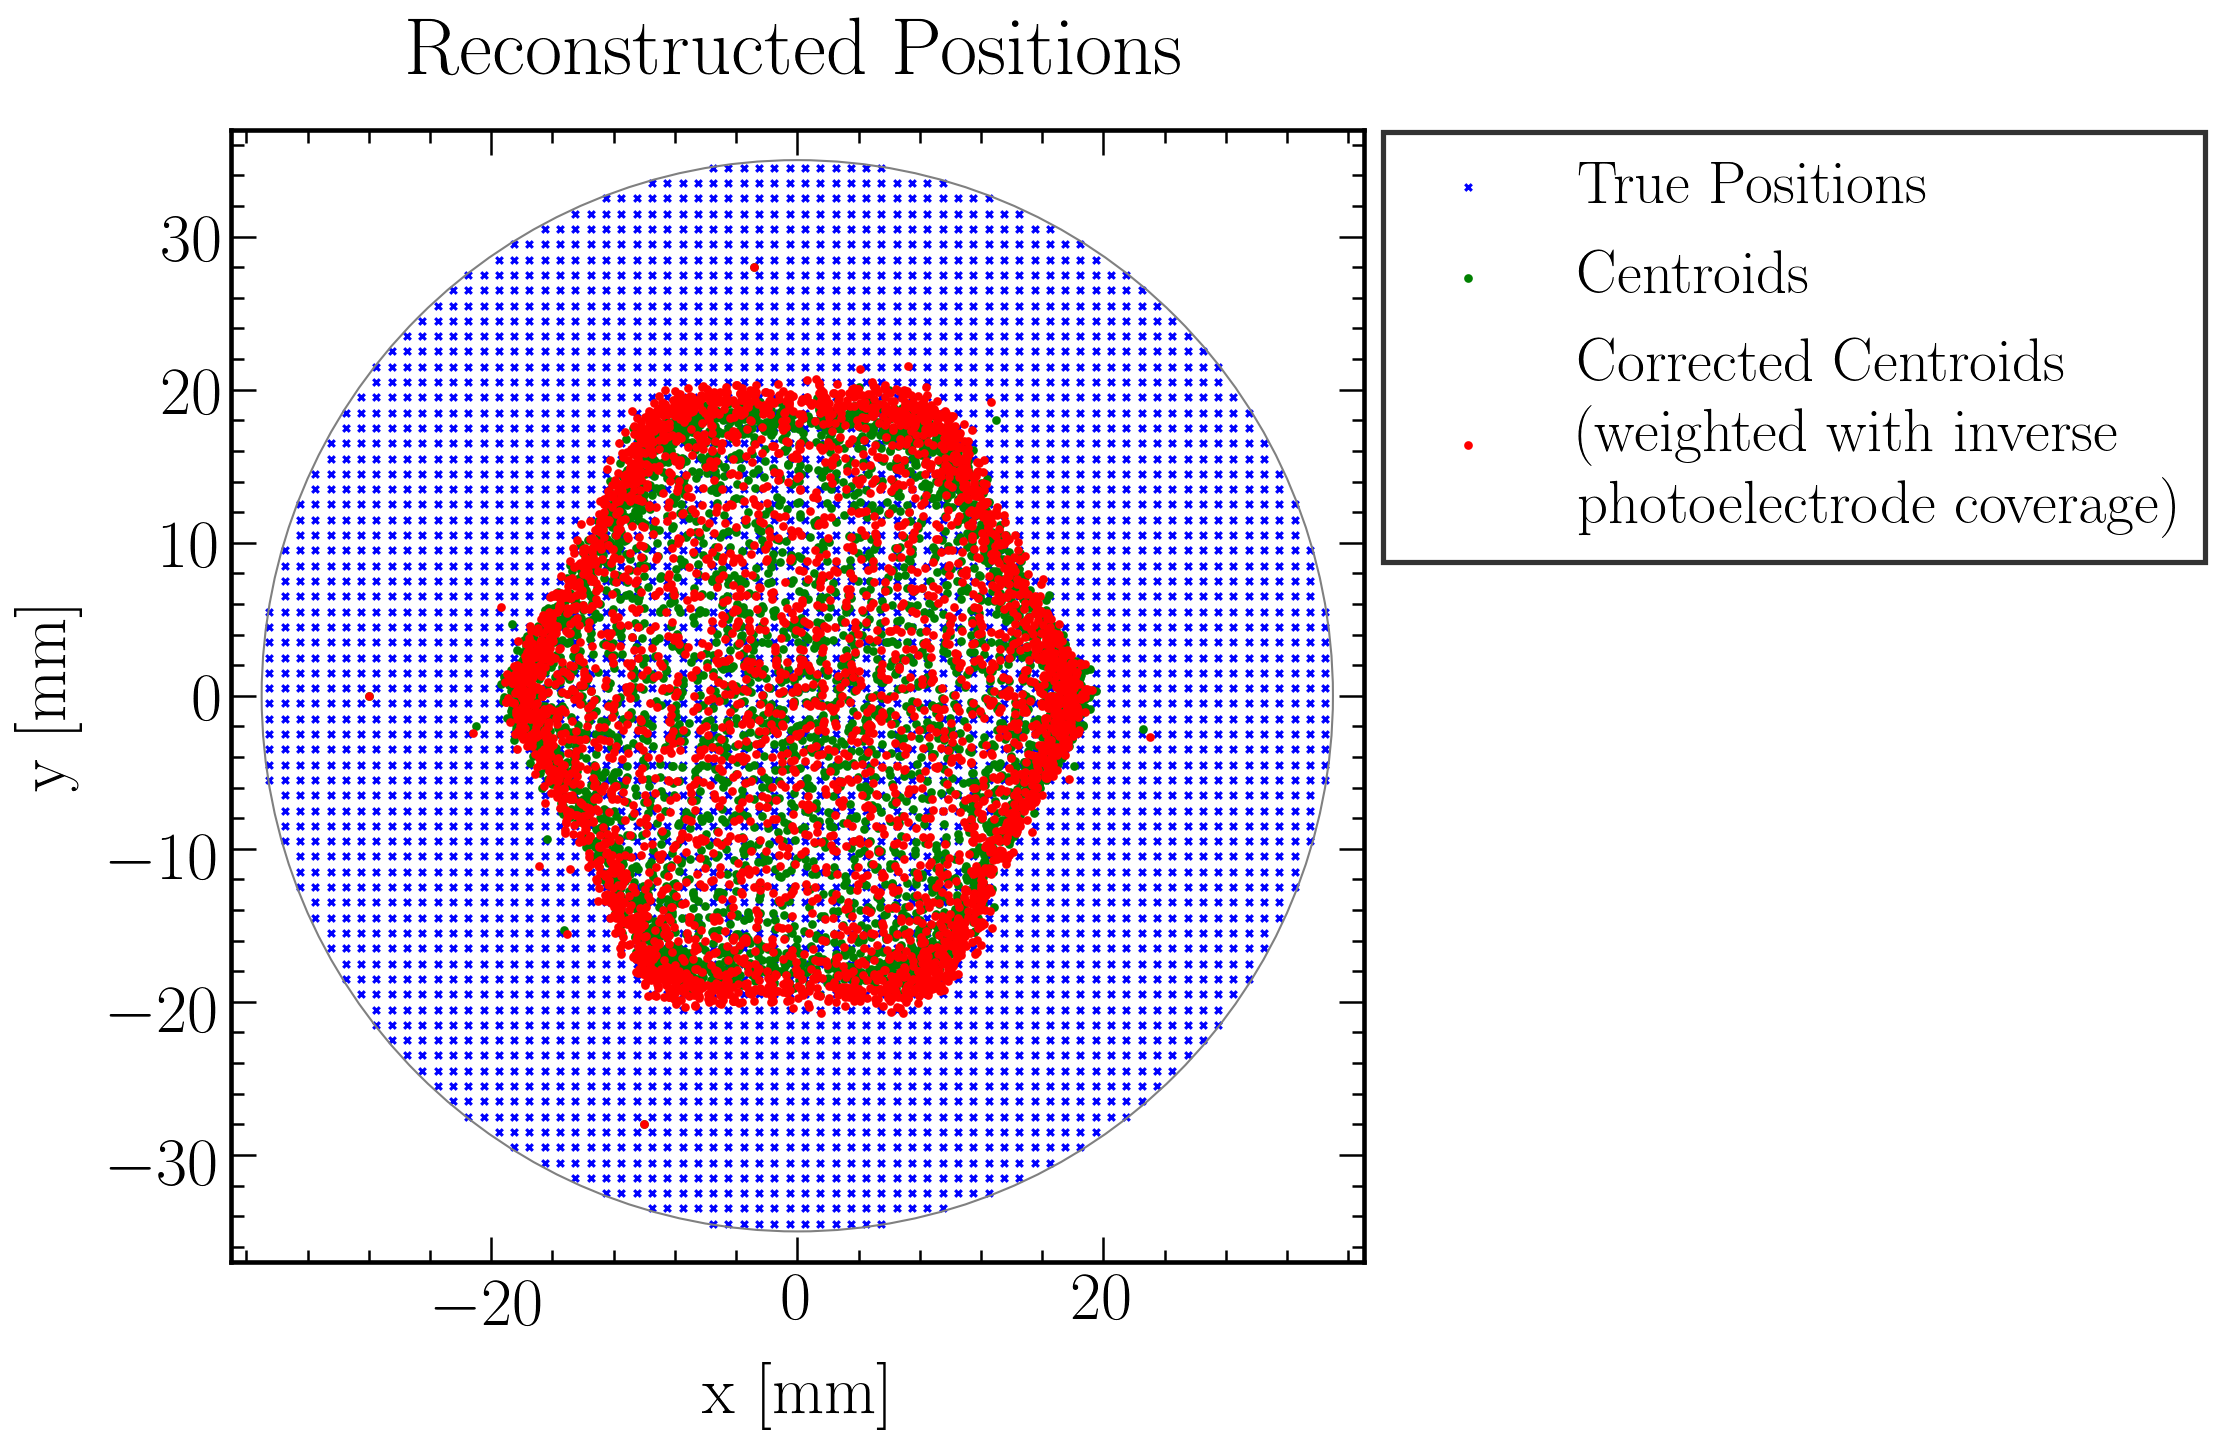 Reconstructed Positions
True Positions
Centroids
Corrected Centroids
(weighted with inverse
photoelectrode coverage)
30
20
10
0
−10
−20
−30
y [mm]
−20 0 20
x [mm]